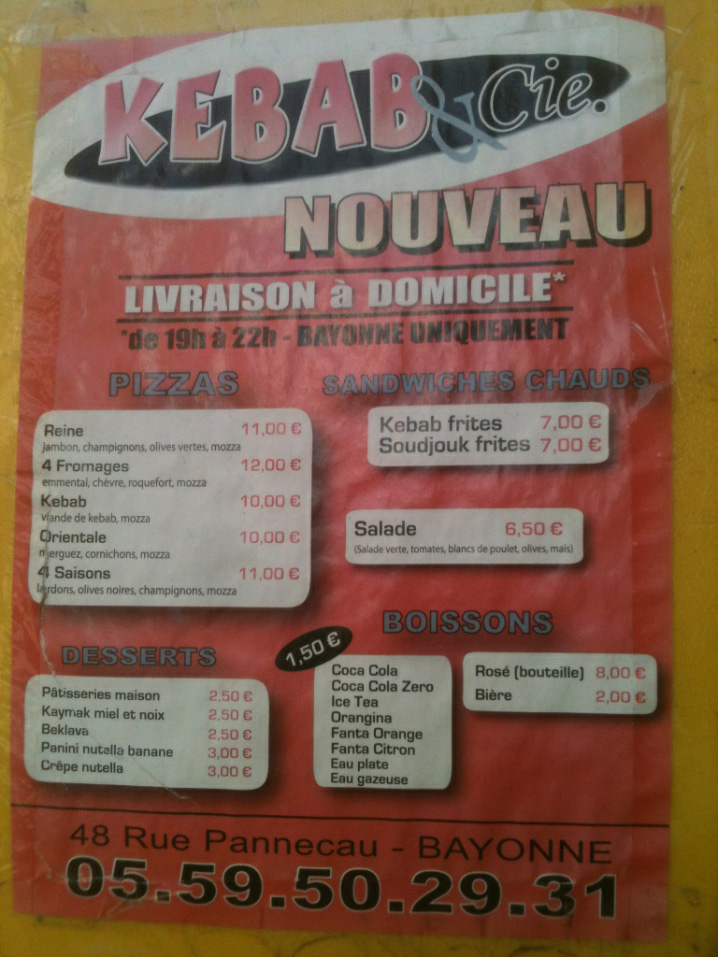 KEBAB & Cie.
NOUVEAU
LIVRAISON à DOMICILE*
*de 19h à 22h - BAYONNE UNIQUEMENT
PIZZAS
Reine 11,00 €
jambon, champignons, olives vertes, mozza
4 Fromages 12,00 €
emmental, chèvre, roquefort, mozza
Kebab 10,00 €
viande de kebab, mozza
Orientale 10,00 €
merguez, cornichons, mozza
4 Saisons 11,00 €
lardons, olives noires, champignons, mozza
SANDWICHES CHAUDS
Kebab frites 7,00 €
Soudjouk frites 7,00 €
Salade 6,50 €
(Salade verte, tomates, blancs de poulet, olives, maïs)
DESSERTS
Pâtisseries maison 2,50 €
Kaymak miel et noix 2,50 €
Beklava 2,50 €
Panini nutella banane 3,00 €
Crêpe nutella 3,00 €
BOISSONS
1,50 €
Coca Cola
Coca Cola Zero
Ice Tea
Orangina
Fanta Orange
Fanta Citron
Eau plate
Eau gazeuse
Rosé (bouteille) 8,00 €
Bière 2,00 €
48 Rue Pannecau - BAYONNE
05.59.50.29.31